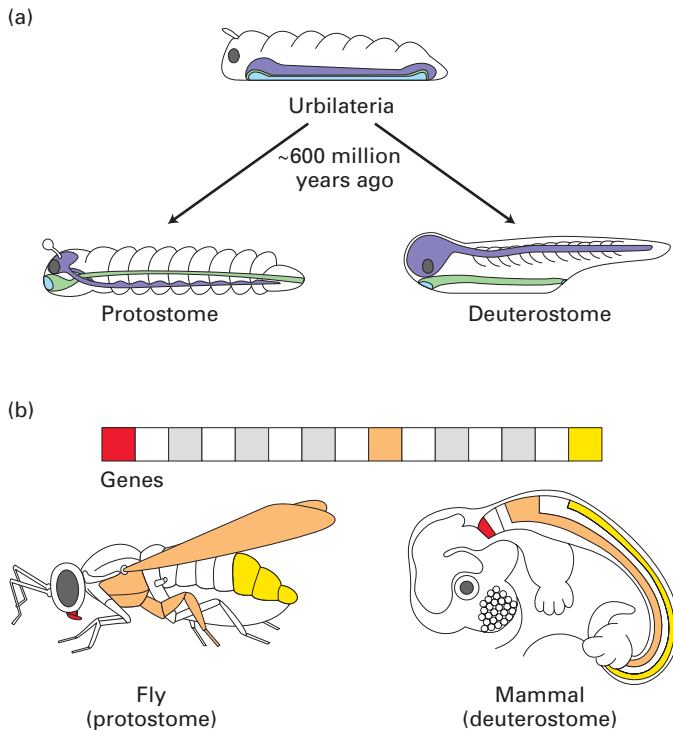 (a)
Urbilateria
~600 million
years ago
Protostome
Deuterostome
(b)
Genes
Fly
(protostome)
Mammal
(deuterostome)